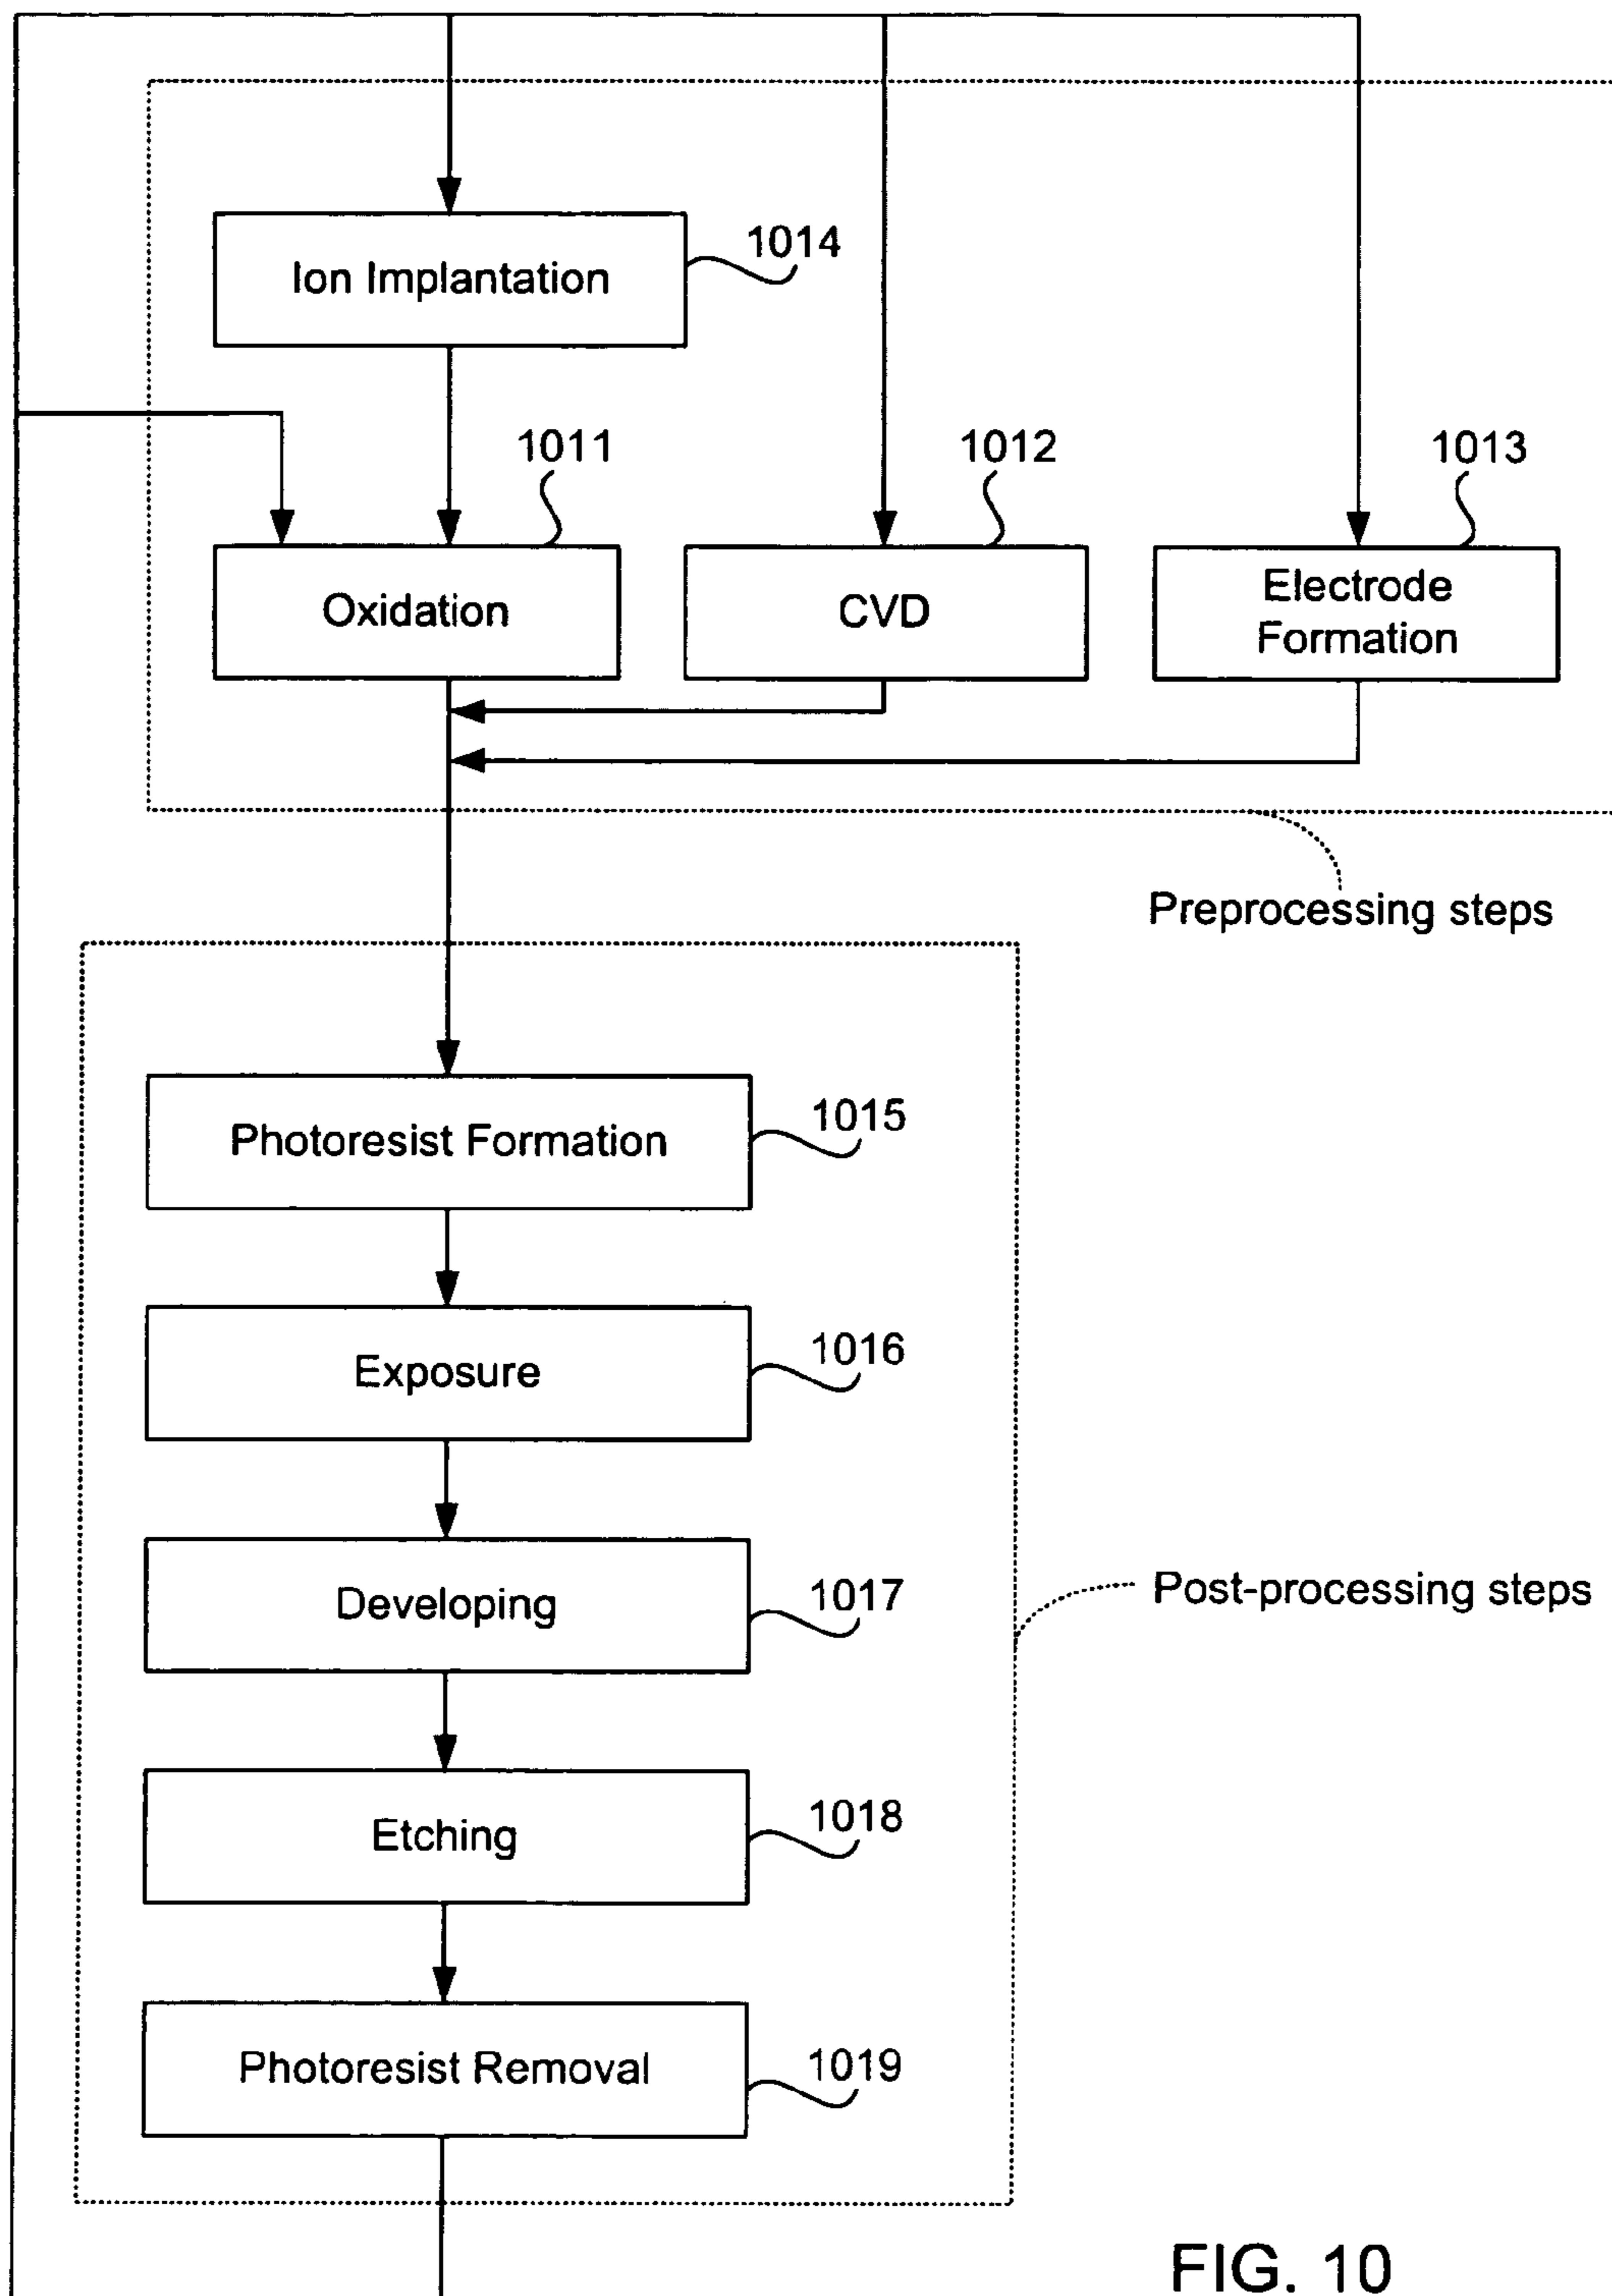 Ion Implantation
1014
1011
1012
1013
Oxidation
CVD
Electrode
Formation
Preprocessing steps
Photoresist Formation
1015
Exposure
1016
Developing
1017
Post-processing steps
Etching
1018
Photoresist Removal
1019
FIG. 10